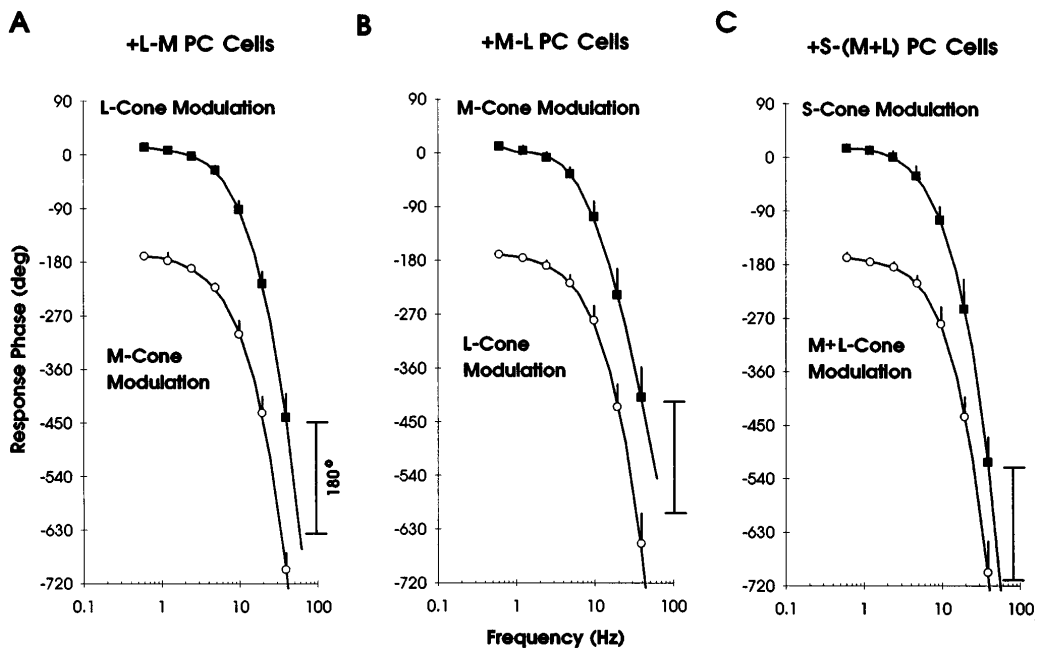 A
+L-M PC Cells
L-Cone Modulation
90
0
-90
-180
-270
-360
-450
-540
-630
-720
Response Phase (deg)
M-Cone
Modulation
180°
0.1
1
10
100
B
+M-L PC Cells
M-Cone Modulation
90
0
-90
-180
-270
-360
-450
-540
-630
-720
L-Cone
Modulation
0.1
1
10
100
Frequency (Hz)
C
+S-(M+L) PC Cells
S-Cone Modulation
90
0
-90
-180
-270
-360
-450
-540
-630
-720
M+L-Cone
Modulation
0.1
1
10
100